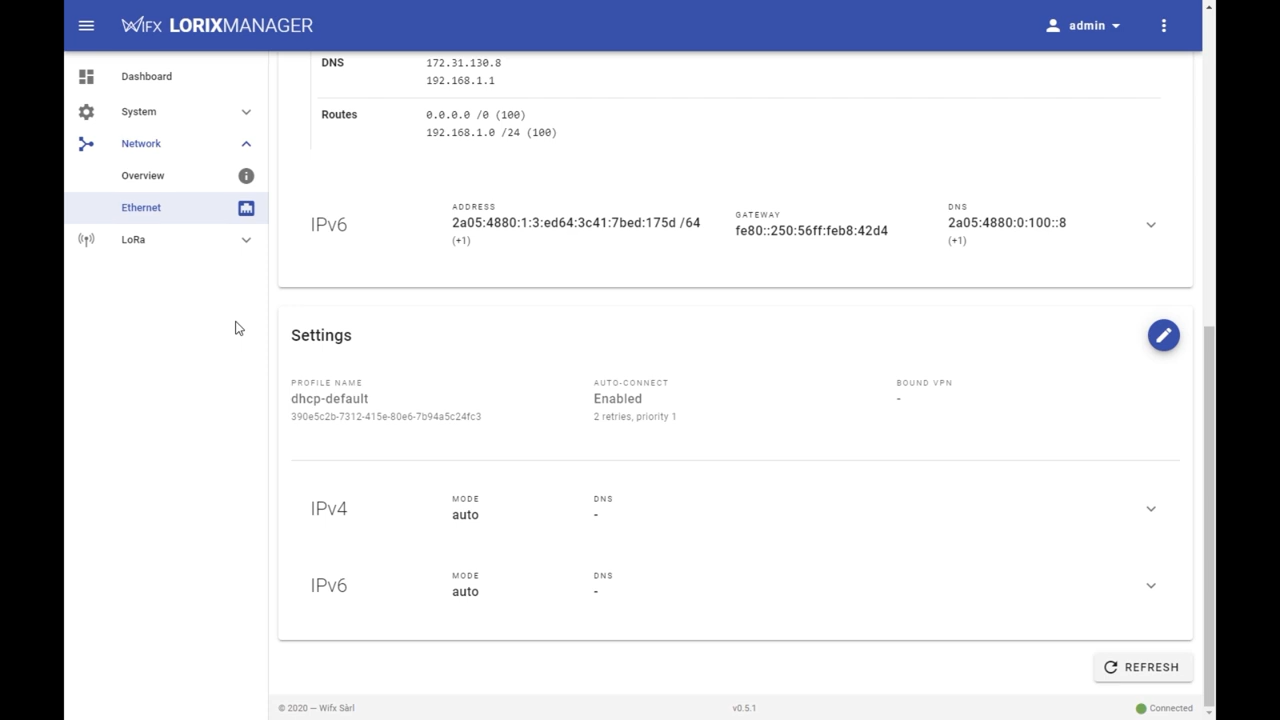 WIFX LORIXMANAGER
admin
Dashboard
System
Network
Overview
Ethernet
LoRa
DNS
172.31.130.8
192.168.1.1
Routes
0.0.0.0 /0 (100)
192.168.1.0 /24 (100)
IPv6
ADDRESS
2a05:4880:1:3:ed64:3c41:7bed:175d /64
(+1)
GATEWAY
fe80::250:56ff:feb8:42d4
DNS
2a05:4880:0:100::8
(+1)
Settings
PROFILE NAME
dhcp-default
390e5c2b-7312-415e-80e6-7b94a5c24fc3
AUTO-CONNECT
Enabled
2 retries, priority 1
BOUND VPN
-
IPv4
MODE
auto
DNS
-
IPv6
MODE
auto
DNS
-
REFRESH
© 2020 — Wifx Sàrl
v0.5.1
Connected